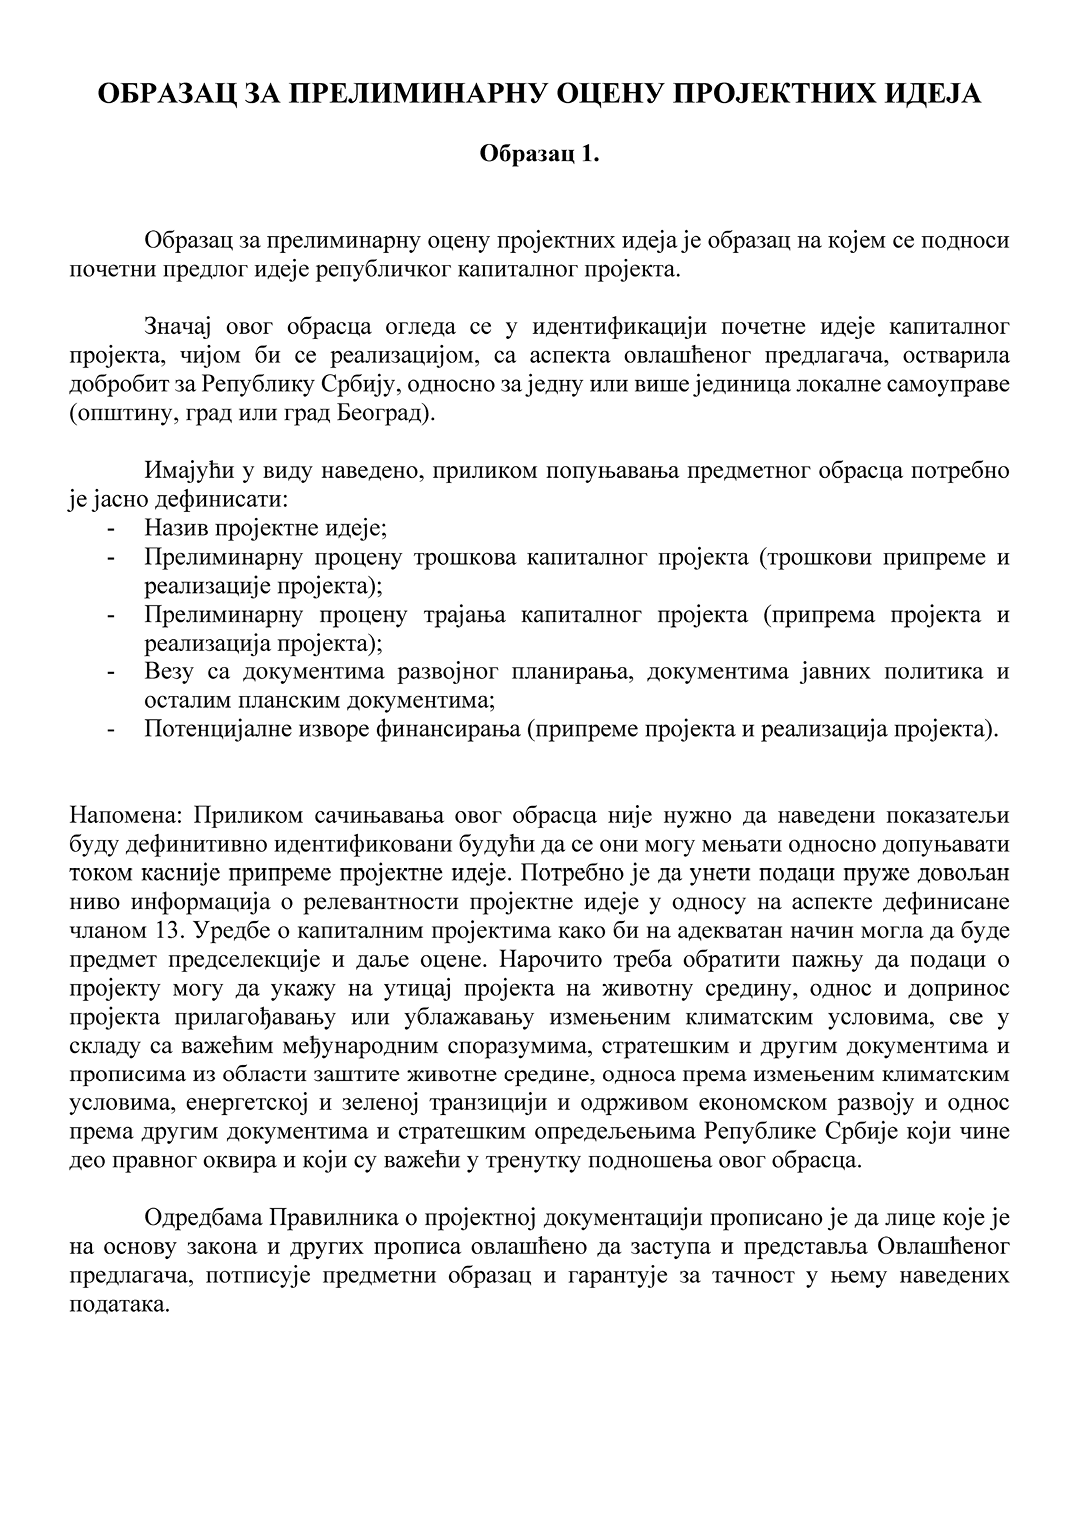 ОБРАЗАЦ ЗА ПРЕЛИМИНАРНУ ОЦЕНУ ПРОЈЕКТНИХ ИДЕЈА
Образац 1.
Образац за прелиминарну оцену пројектних идеја је образац на којем се подноси
почетни предлог идеје републичког капиталног пројекта.
Значај овог обрасца огледа се у идентификацији почетне идеје капиталног
пројекта, чијом би се реализацијом, са аспекта овлашћеног предлагача, остварила
добробит за Републику Србију, односно за једну или више јединица локалне самоуправе
(општину, град или град Београд).
Имајући у виду наведено, приликом попуњавања предметног обрасца потребно
је јасно дефинисати:
- Назив пројектне идеје;
- Прелиминарну процену трошкова капиталног пројекта (трошкови припреме и
реализације пројекта);
- Прелиминарну процену трајања капиталног пројекта (припрема пројекта и
реализација пројекта);
- Везу са документима развојног планирања, документима јавних политика и
осталим планским документима;
- Потенцијалне изворе финансирања (припреме пројекта и реализација пројекта).
Напомена: Приликом сачињавања овог обрасца није нужно да наведени показатељи
буду дефинитивно идентификовани будући да се они могу мењати односно допуњавати
током касније припреме пројектне идеје. Потребно је да унети подаци пруже довољан
ниво информација о релевантности пројектне идеје у односу на аспекте дефинисане
чланом 13. Уредбе о капиталним пројектима како би на адекватан начин могла да буде
предмет предселекције и даље оцене. Нарочито треба обратити пажњу да подаци о
пројекту могу да укажу на утицај пројекта на животну средину, однос и допринос
пројекта прилагођавању или ублажавању измењеним климатским условима, све у
складу са важећим међународним споразумима, стратешким и другим документима и
прописима из области заштите животне средине, односа према измењеним климатским
условима, енергетској и зеленој транзицији и одрживом економском развоју и однос
према другим документима и стратешким опредељењима Републике Србије који чине
део правног оквира и који су важећи у тренутку подношења овог обрасца.
Одредбама Правилника о пројектној документацији прописано је да лице које је
на основу закона и других прописа овлашћено да заступа и представља Овлашћеног
предлагача, потписује предметни образац и гарантује за тачност у њему наведених
података.